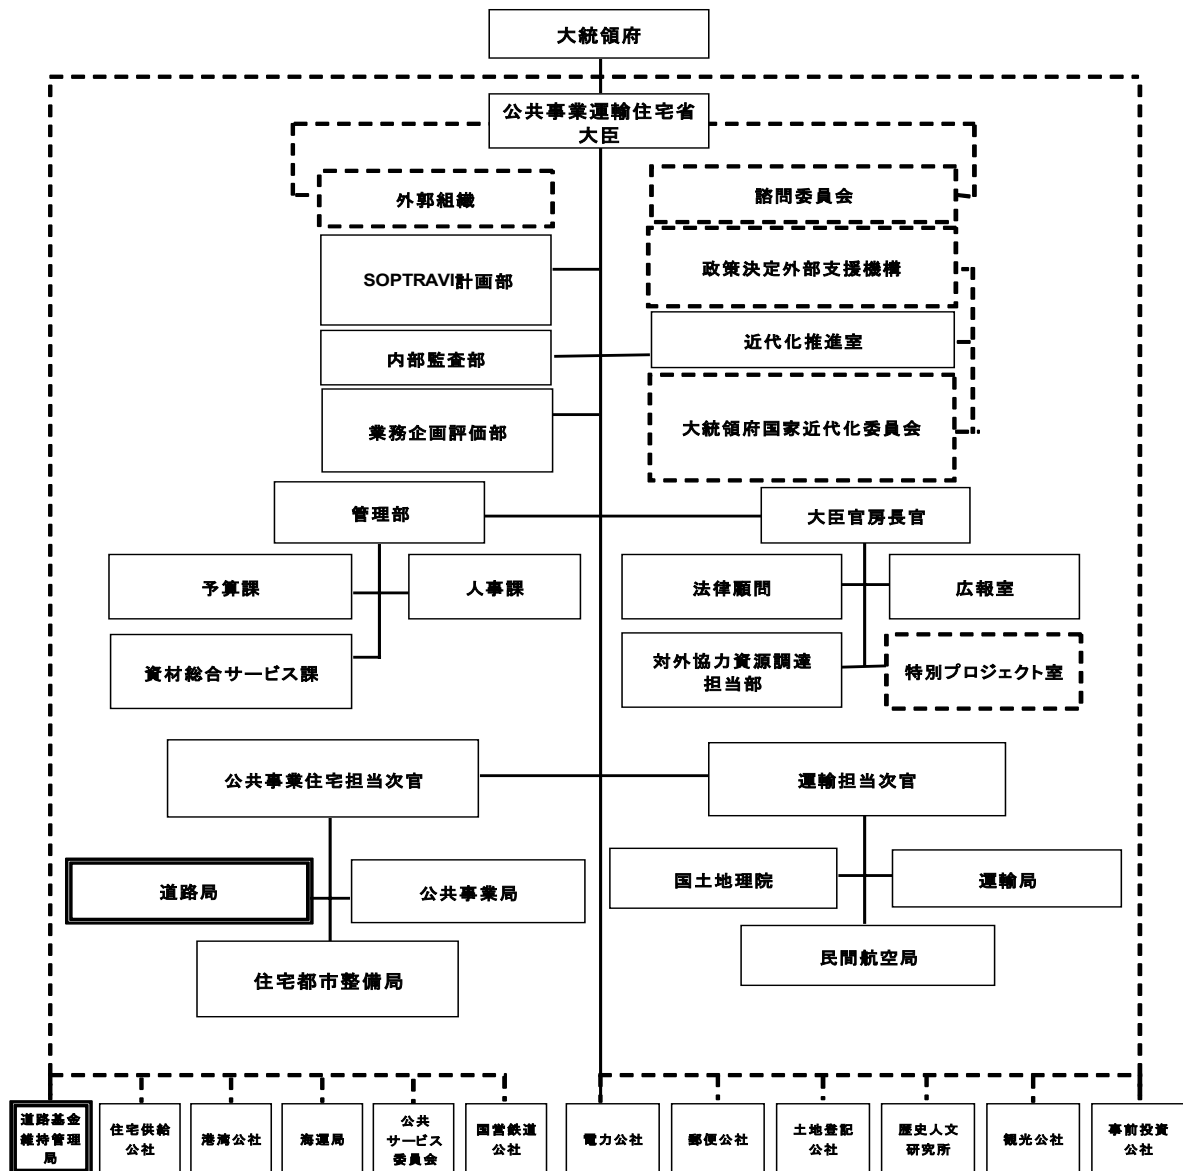 大統領府
公共事業運輸住宅省
大臣
外郭組織
諮問委員会
SOPTRAVI計画部
政策決定外部支援機構
内部監査部
近代化推進室
業務企画評価部
大統領府国家近代化委員会
管理部
大臣官房長官
予算課
人事課
法律顧問
広報室
資材総合サービス課
対外協力資源調達
担当部
特別プロジェクト室
公共事業住宅担当次官
運輸担当次官
道路局
公共事業局
国土地理院
運輸局
住宅都市整備局
民間航空局
道路基金
維持管理
局
住宅供給
公社
港湾公社
海運局
公共
サービス
委員会
国営鉄道
公社
電力公社
郵便公社
土地登記
公社
歴史人文
研究所
観光公社
事前投資
公社